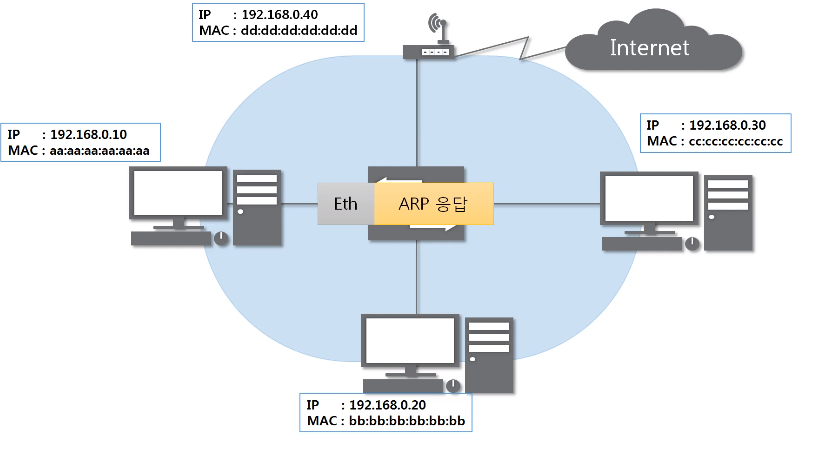 IP : 192.168.0.40
MAC : dd:dd:dd:dd:dd:dd
Internet
IP : 192.168.0.10
MAC : aa:aa:aa:aa:aa:aa
IP : 192.168.0.30
MAC : cc:cc:cc:cc:cc:cc
Eth
ARP 응답
IP : 192.168.0.20
MAC : bb:bb:bb:bb:bb:bb